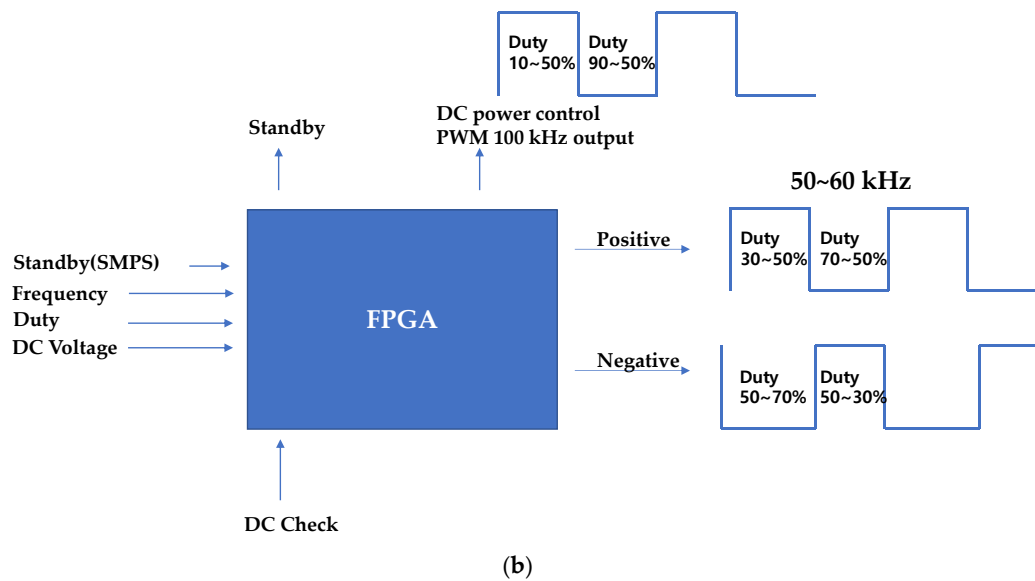 Duty
10~50%
Duty
90~50%
DC power control
PWM 100 kHz output
Standby
50~60 kHz
Positive
Duty
30~50%
Duty
70~50%
Standby(SMPS)
Frequency
Duty
DC Voltage
FPGA
Negative
Duty
50~70%
Duty
50~30%
DC Check
(b)